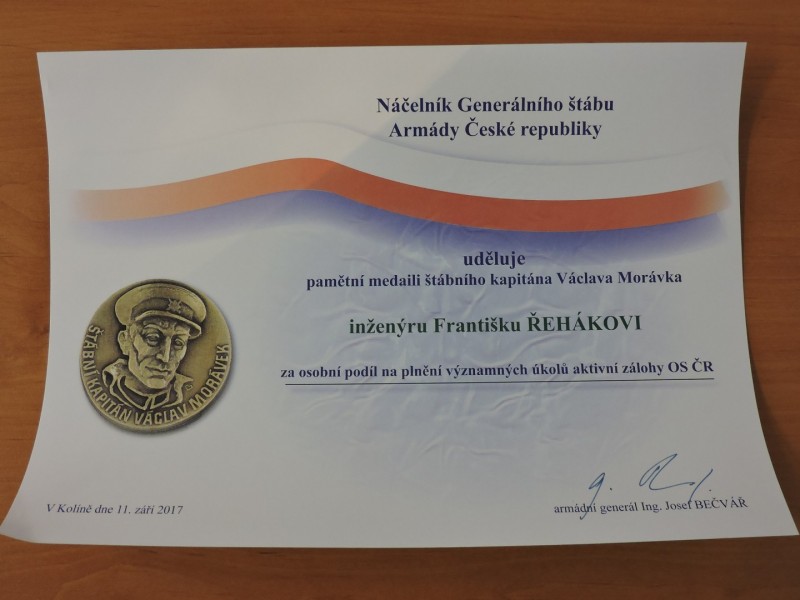 Náčelník Generálního štábu
Armády České republiky
uděluje
pamětní medaili štábního kapitána Václava Morávka
inženýru Františku ŘEHÁKOVI
za osobní podíl na plnění významných úkolů aktivní zálohy OS ČR
ŠTÁBNÍ KAPITÁN VÁCLAV MORÁVEK
V Kolíně dne 11. září 2017
armádní generál Ing. Josef BEČVÁŘ